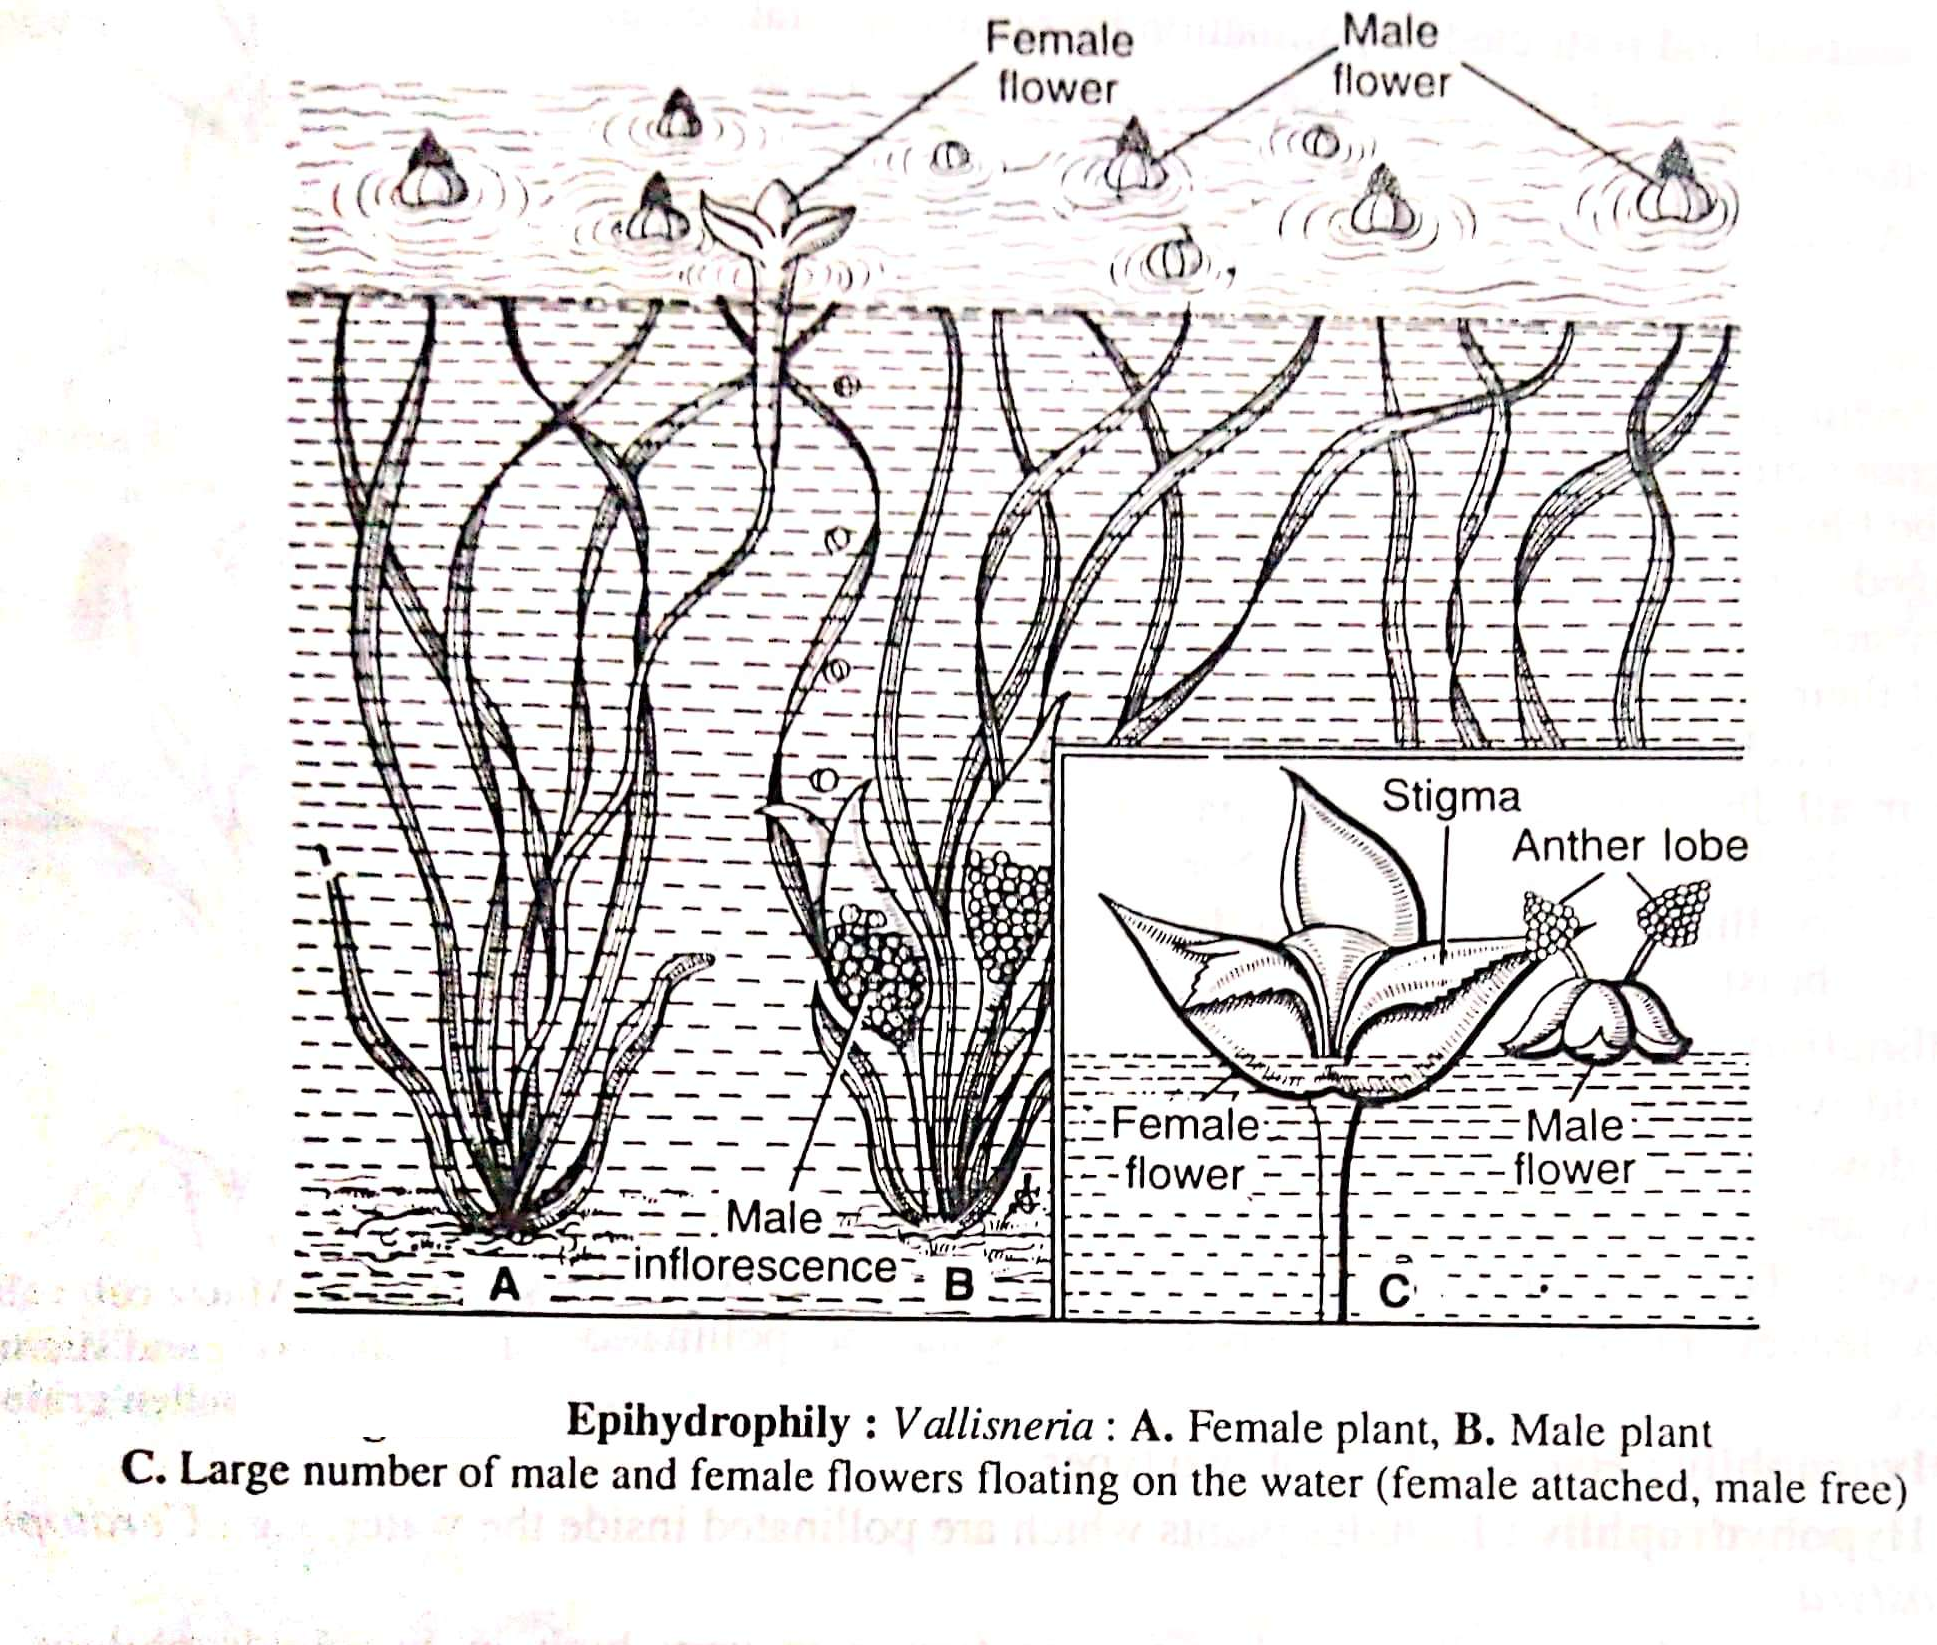 Female
flower
Male
flower
Stigma
Anther lobe
Female
flower
Male
flower
Male
inflorescence
A
B
C
Epihydrophily : Vallisneria : A. Female plant, B. Male plant
C. Large number of male and female flowers floating on the water (female attached, male free)